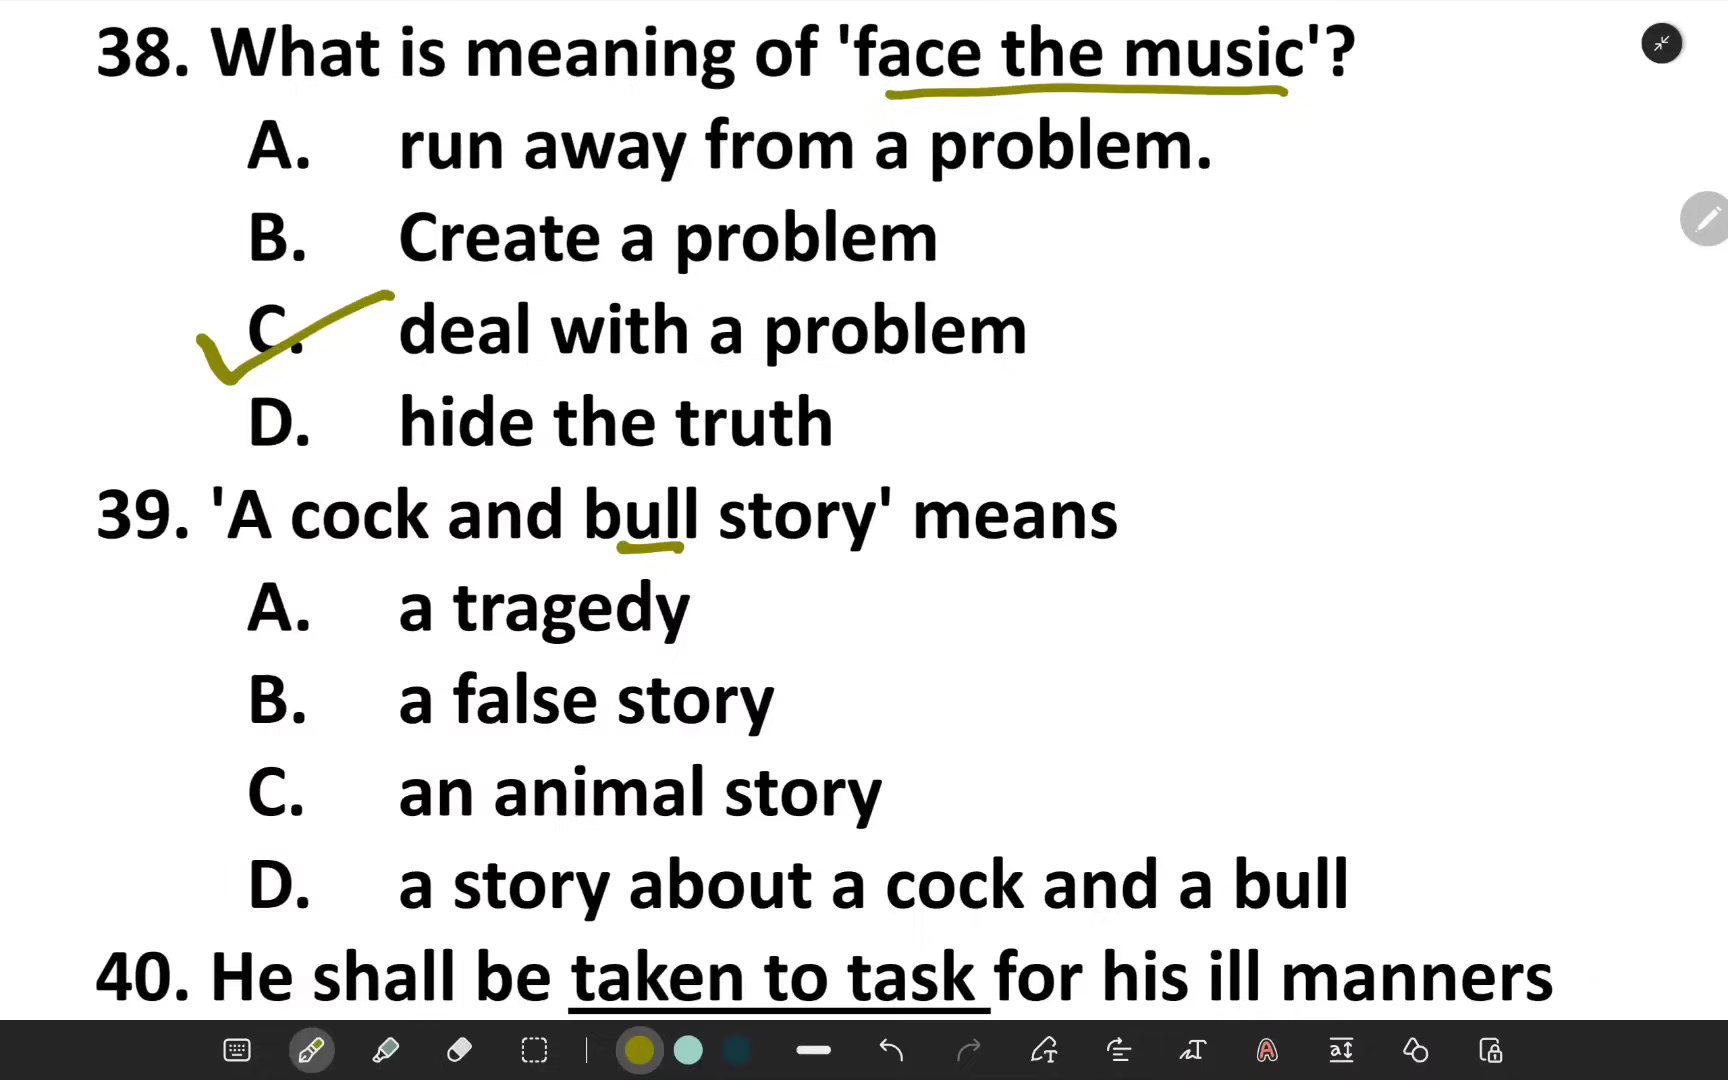 38. What is meaning of 'face the music'?
A. run away from a problem.
B. Create a problem
C. deal with a problem
D. hide the truth
39. 'A cock and bull story' means
A. a tragedy
B. a false story
C. an animal story
D. a story about a cock and a bull
40. He shall be taken to task for his ill manners